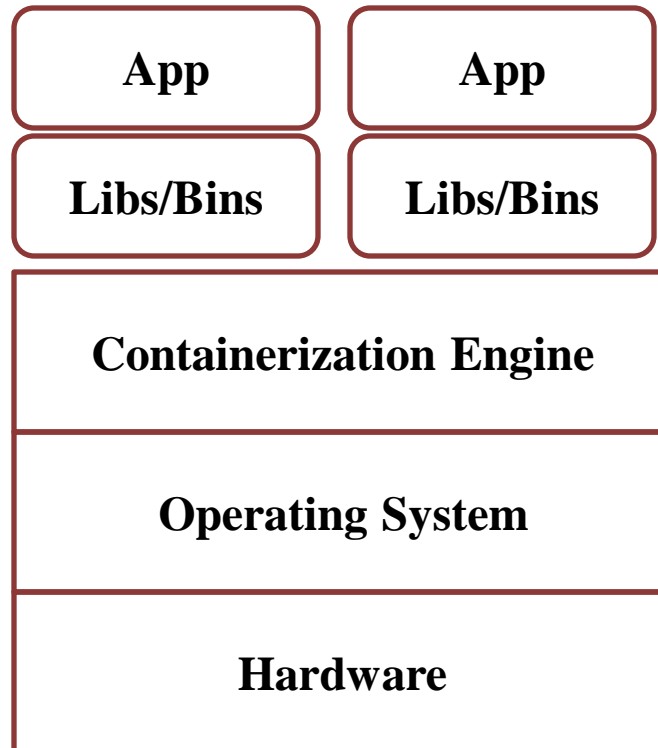 App App
Libs/Bins Libs/Bins
Containerization Engine
Operating System
Hardware